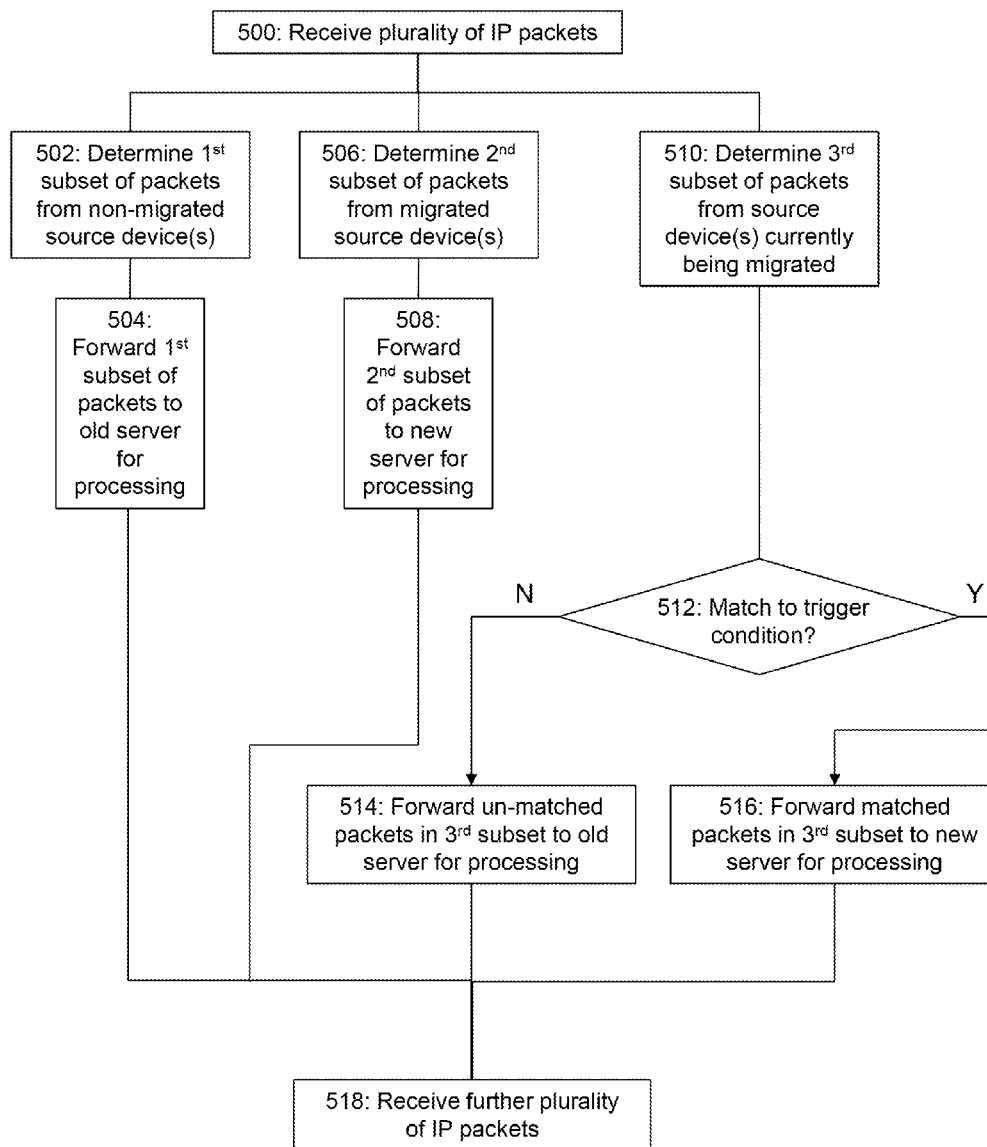 500: Receive plurality of IP packets
502: Determine 1st
subset of packets
from non-migrated
source device(s)
506: Determine 2nd
subset of packets
from migrated
source device(s)
510: Determine 3rd
subset of packets
from source
device(s) currently
being migrated
504:
Forward 1st
subset of
packets to
old server
for
processing
508:
Forward
2nd subset
of packets
to new
server for
processing
N
512: Match to trigger
condition?
Y
514: Forward un-matched
packets in 3rd subset to old
server for processing
516: Forward matched
packets in 3rd subset to new
server for processing
518: Receive further plurality
of IP packets